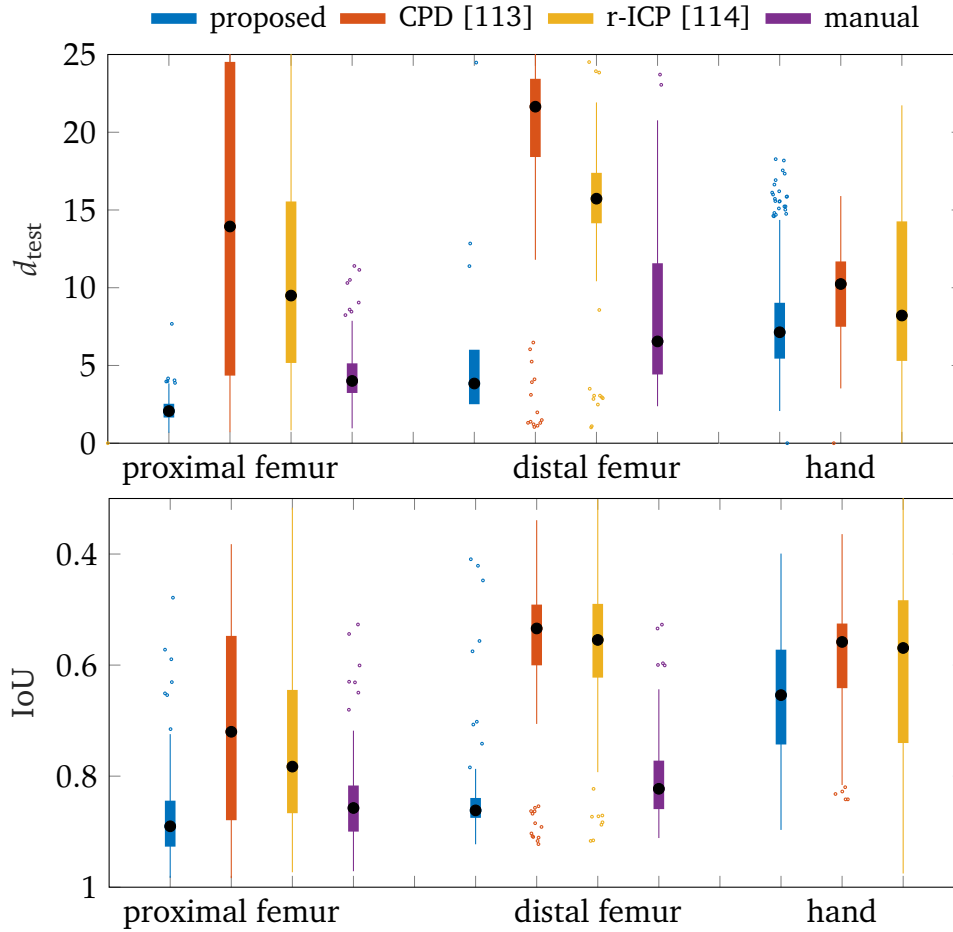 proposed CPD [113] r-ICP [114] manual
25
20
15
10
5
0
d_test
proximal femur distal femur hand
0.4
0.6
0.8
1
IoU
proximal femur distal femur hand